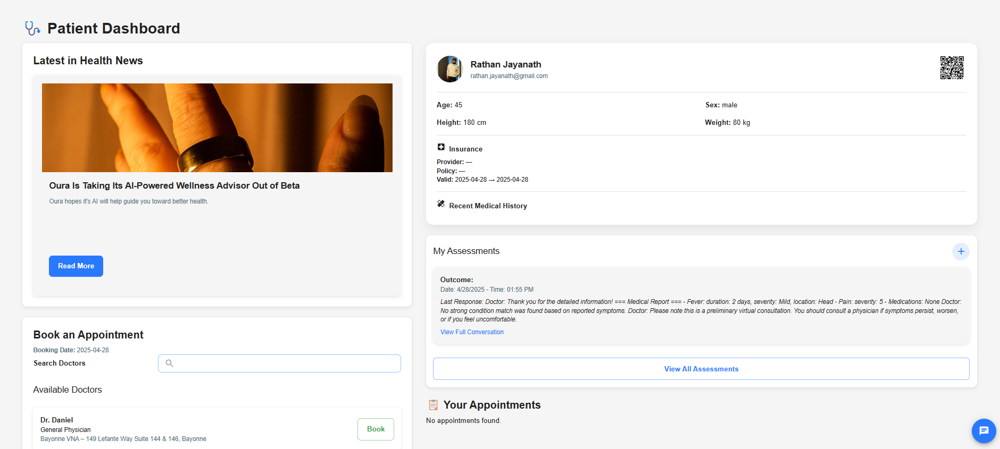 Patient Dashboard
Latest in Health News
Oura Is Taking Its AI-Powered Wellness Advisor Out of Beta
Oura hopes it's AI will help guide you toward better health.
Read More
Book an Appointment
Booking Date: 2025-04-28
Search Doctors
Available Doctors
Dr. Daniel
General Physician
Bayonne VNA – 149 Lefante Way Suite 144 & 146, Bayonne
Book
Rathan Jayanath
rathan.jayanath@gmail.com
Age: 45
Sex: male
Height: 180 cm
Weight: 80 kg
Insurance
Provider: —
Policy: —
Valid: 2025-04-28 → 2025-04-28
Recent Medical History
My Assessments
Outcome:
Date: 4/28/2025 - Time: 01:55 PM
Last Response: Doctor: Thank you for the detailed information! === Medical Report === - Fever: duration: 2 days, severity: Mild, location: Head - Pain: severity: 5 - Medications: None Doctor:
No strong condition match was found based on reported symptoms. Doctor: Please note this is a preliminary virtual consultation. You should consult a physician if symptoms persist, worsen,
or if you feel uncomfortable.
View Full Conversation
View All Assessments
Your Appointments
No appointments found.